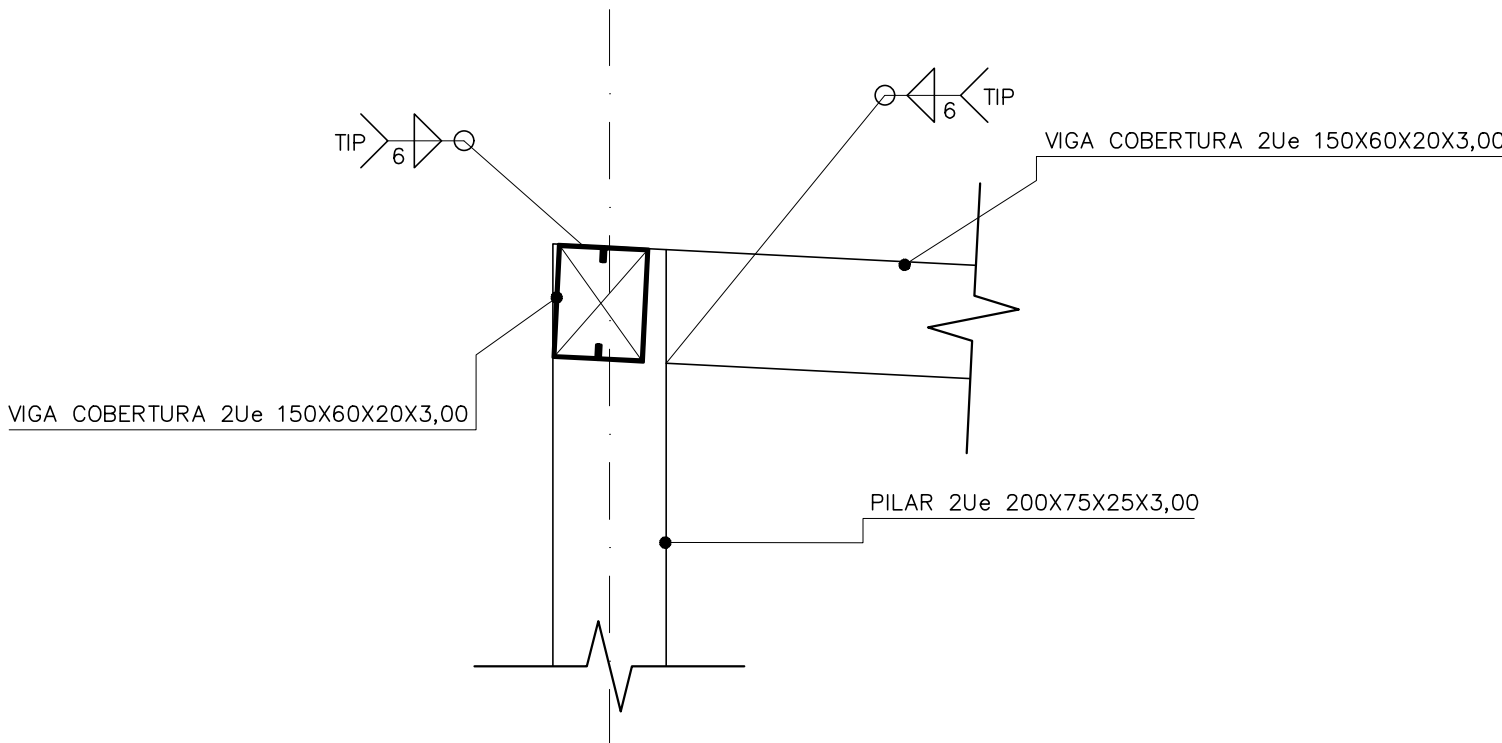 TIP 6
6 TIP
VIGA COBERTURA 2Ue 150X60X20X3,00
VIGA COBERTURA 2Ue 150X60X20X3,00
PILAR 2Ue 200X75X25X3,00